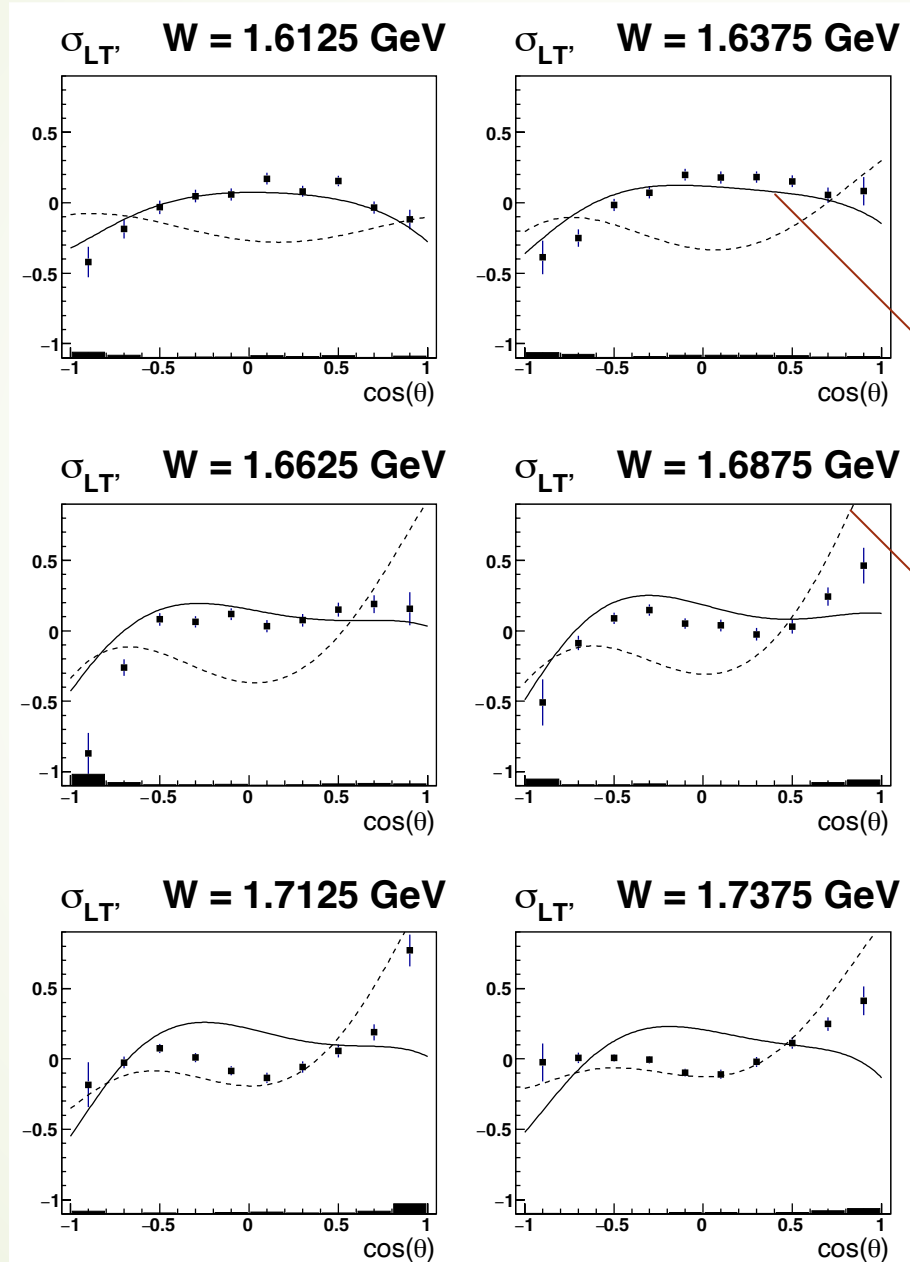 σLT’ W = 1.6125 GeV
0.5
0
−0.5
−1
−1 −0.5 0 0.5 1
cos(θ)
σLT’ W = 1.6375 GeV
0.5
0
−0.5
−1
−1 −0.5 0 0.5 1
cos(θ)
σLT’ W = 1.6625 GeV
0.5
0
−0.5
−1
−1 −0.5 0 0.5 1
cos(θ)
σLT’ W = 1.6875 GeV
0.5
0
−0.5
−1
−1 −0.5 0 0.5 1
cos(θ)
σLT’ W = 1.7125 GeV
0.5
0
−0.5
−1
−1 −0.5 0 0.5 1
cos(θ)
σLT’ W = 1.7375 GeV
0.5
0
−0.5
−1
−1 −0.5 0 0.5 1
cos(θ)